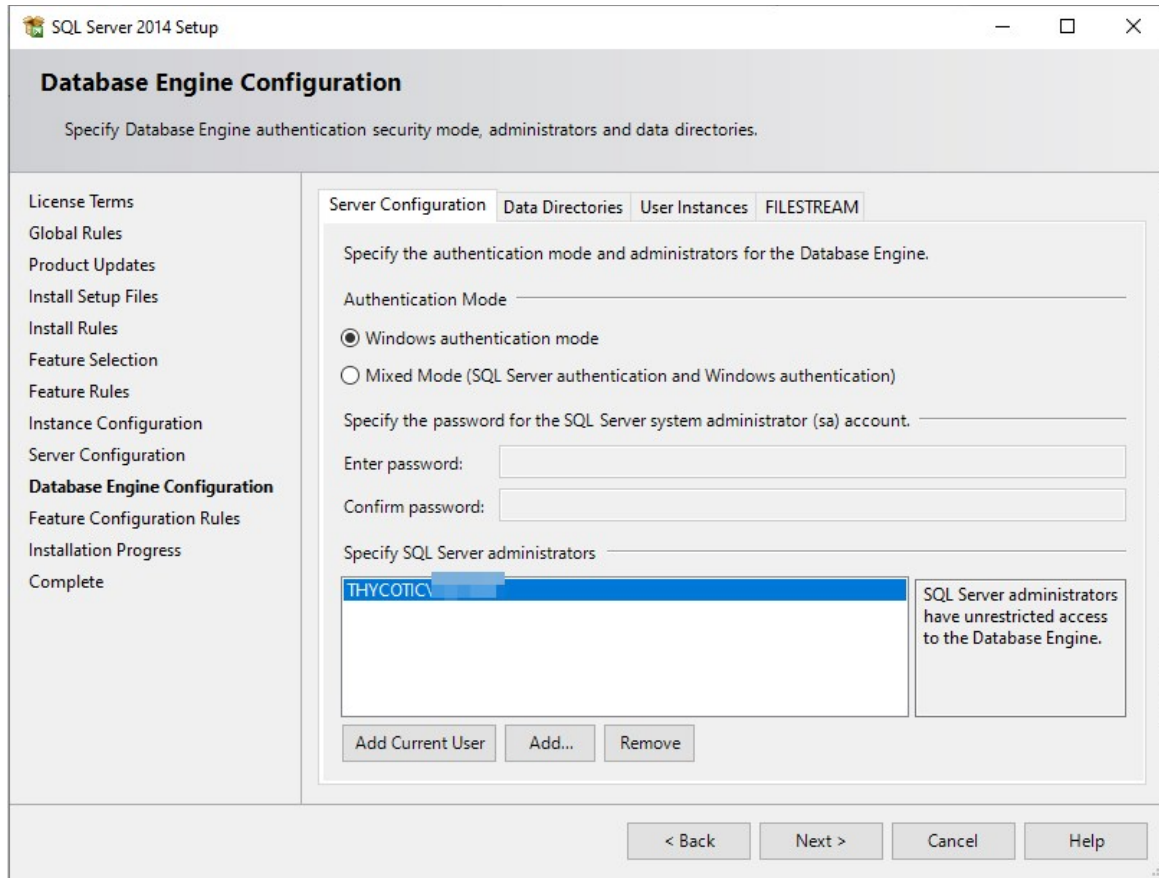 SQL Server 2014 Setup
Database Engine Configuration
Specify Database Engine authentication security mode, administrators and data directories.
License Terms
Global Rules
Product Updates
Install Setup Files
Install Rules
Feature Selection
Feature Rules
Instance Configuration
Server Configuration
Database Engine Configuration
Feature Configuration Rules
Installation Progress
Complete
Server Configuration Data Directories User Instances FILESTREAM
Specify the authentication mode and administrators for the Database Engine.
Authentication Mode
Windows authentication mode
Mixed Mode (SQL Server authentication and Windows authentication)
Specify the password for the SQL Server system administrator (sa) account.
Enter password:
Confirm password:
Specify SQL Server administrators
THYCOTIC\
SQL Server administrators
have unrestricted access
to the Database Engine.
Add Current User Add... Remove
< Back Next > Cancel Help